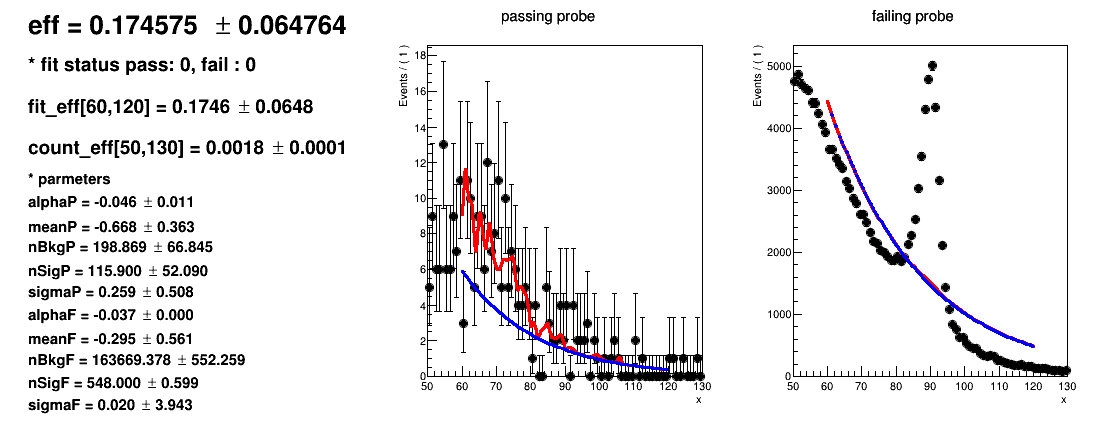 eff = 0.174575 ± 0.064764
* fit status pass: 0, fail : 0
fit_eff[60,120] = 0.1746 ± 0.0648
count_eff[50,130] = 0.0018 ± 0.0001
* parmeters
alphaP = -0.046 ± 0.011
meanP = -0.668 ± 0.363
nBkgP = 198.869 ± 66.845
nSigP = 115.900 ± 52.090
sigmaP = 0.259 ± 0.508
alphaF = -0.037 ± 0.000
meanF = -0.295 ± 0.561
nBkgF = 163669.378 ± 552.259
nSigF = 548.000 ± 0.599
sigmaF = 0.020 ± 3.943
passing probe
Events / ( 1 )
18
16
14
12
10
8
6
4
2
0
50 60 70 80 90 100 110 120 130
x
failing probe
Events / ( 1 )
5000
4000
3000
2000
1000
0
50 60 70 80 90 100 110 120 130
x